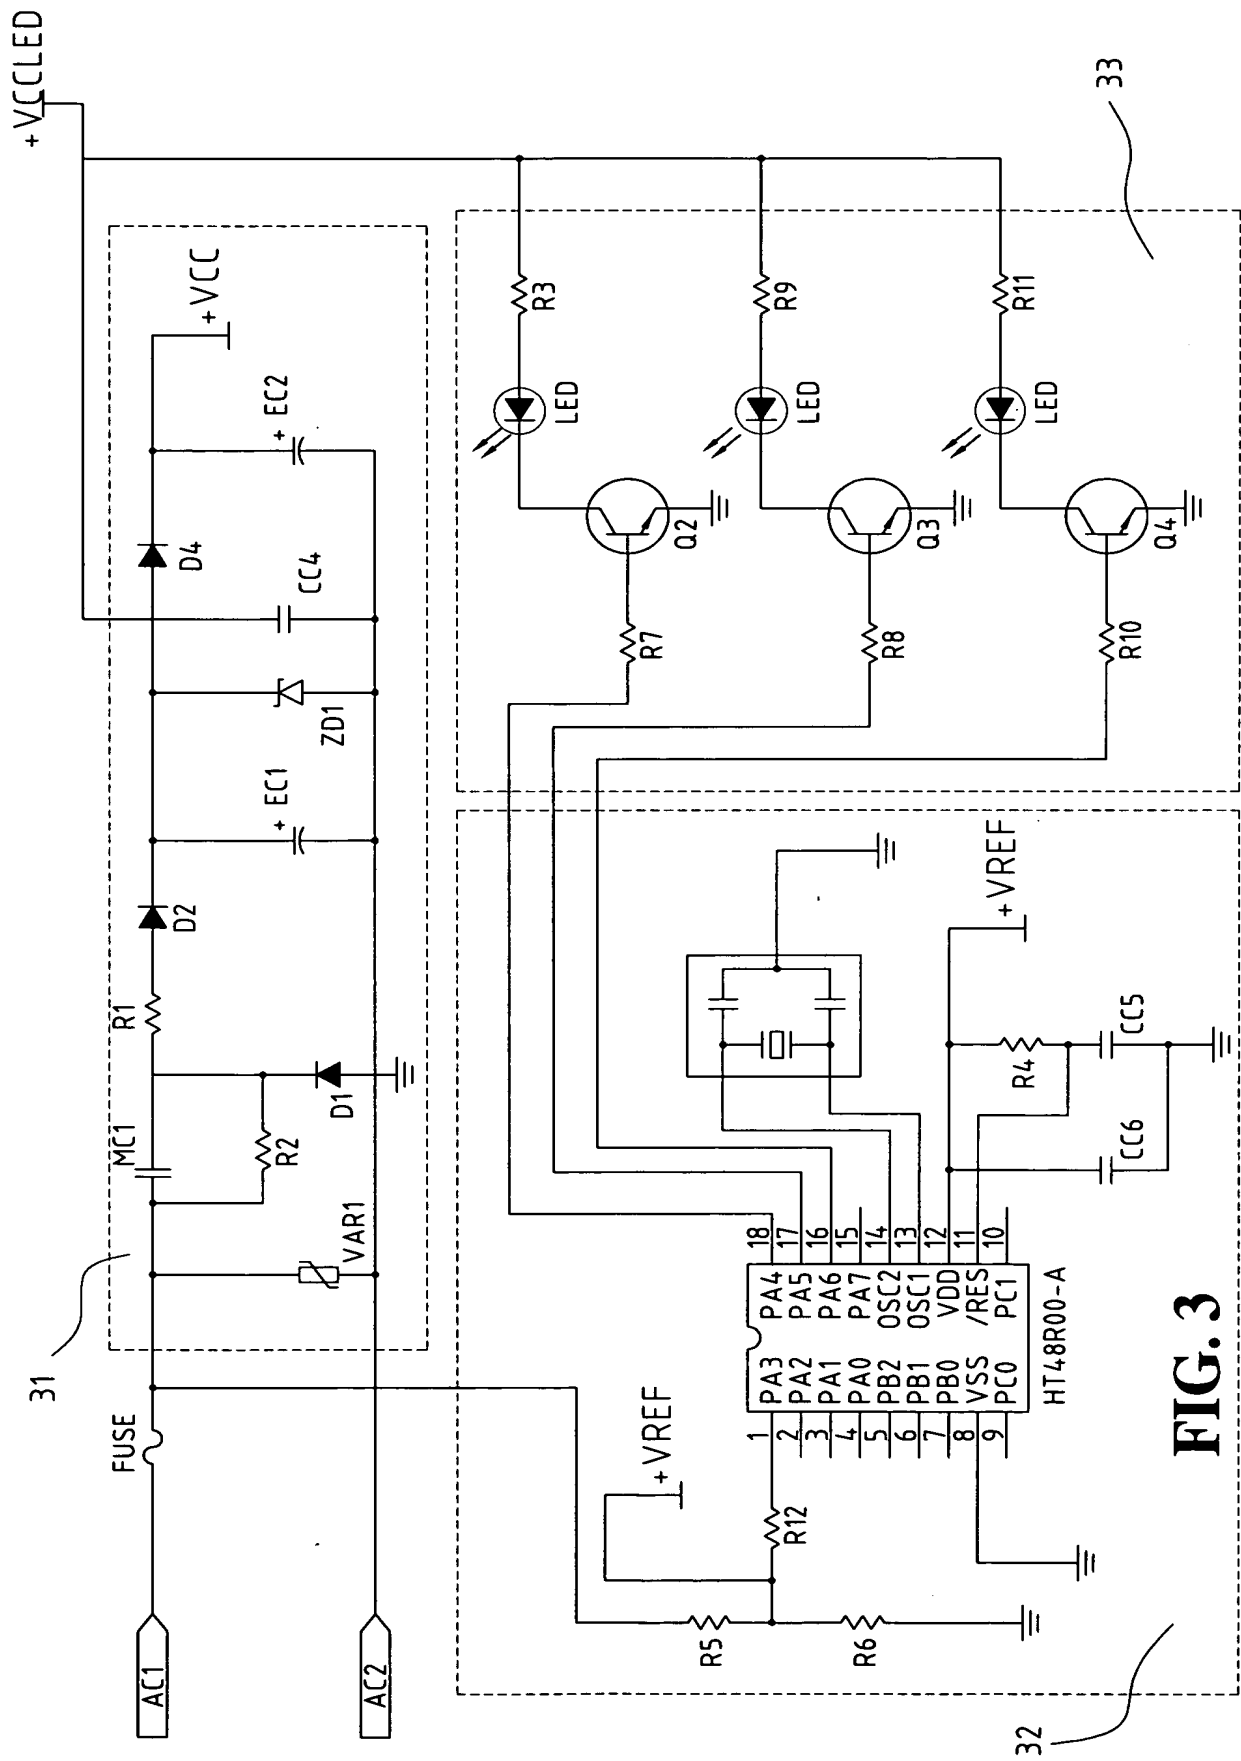 +VCCLED
31
AC1
AC2
FUSE
VAR1
MC1
R2
D1
R1
D2
+ EC1
ZD1
CC4
D4
+ EC2
+VCC
32
R5
R6
+VREF
R12
1 PA3 PA4 18
2 PA2 PA5 17
3 PA1 PA6 16
4 PA0 PA7 15
5 PB2 OSC2 14
6 PB1 OSC1 13
7 PB0 VDD 12
8 VSS /RES 11
9 PC0 PC1 10
HT48R00-A
CC6
R4
CC5
+VREF
R7
Q2
LED
R3
R8
Q3
LED
R9
R10
Q4
LED
R11
33
FIG. 3